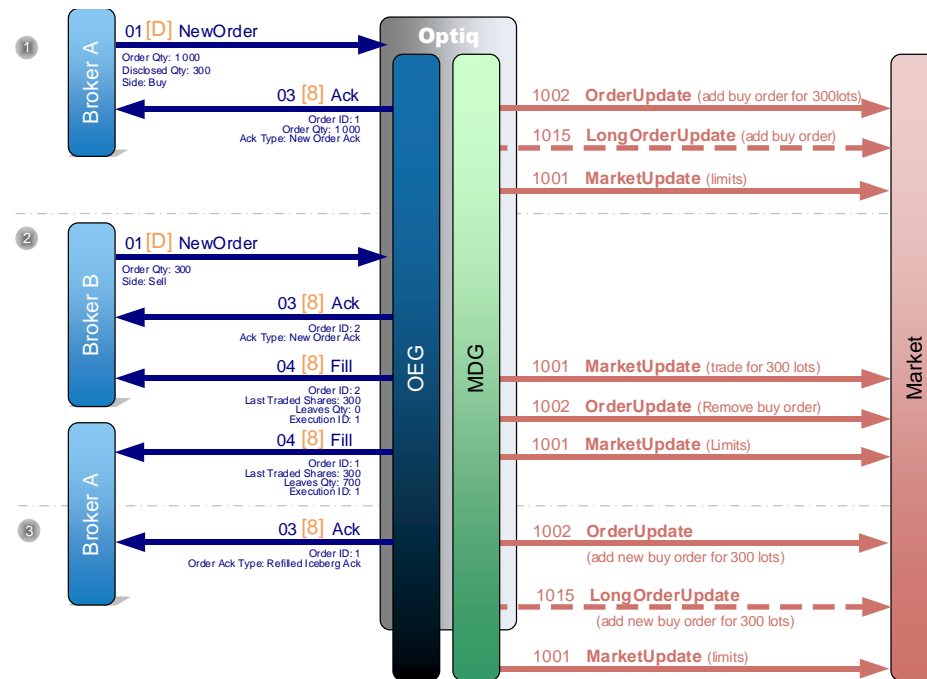 1
Broker A
01 [D] NewOrder
Order Qty: 1 000
Disclosed Qty: 300
Side: Buy
03 [8] Ack
Order ID: 1
Order Qty: 1 000
Ack Type: New Order Ack
Optiq
OEG
MDG
1002 OrderUpdate (add buy order for 300lots)
1015 LongOrderUpdate (add buy order)
1001 MarketUpdate (limits)
Market
2
Broker B
01 [D] NewOrder
Order Qty: 300
Side: Sell
03 [8] Ack
Order ID: 2
Ack Type: New Order Ack
04 [8] Fill
Order ID: 2
Last Traded Shares: 300
Leaves Qty: 0
Execution ID: 1
1001 MarketUpdate (trade for 300 lots)
1002 OrderUpdate (Remove buy order)
Broker A
04 [8] Fill
Order ID: 1
Last Traded Shares: 300
Leaves Qty: 700
Execution ID: 1
1001 MarketUpdate (Limits)
3
03 [8] Ack
Order ID: 1
Order Ack Type: Refilled Iceberg Ack
1002 OrderUpdate
(add new buy order for 300 lots)
1015 LongOrderUpdate
(add new buy order for 300 lots)
1001 MarketUpdate (limits)